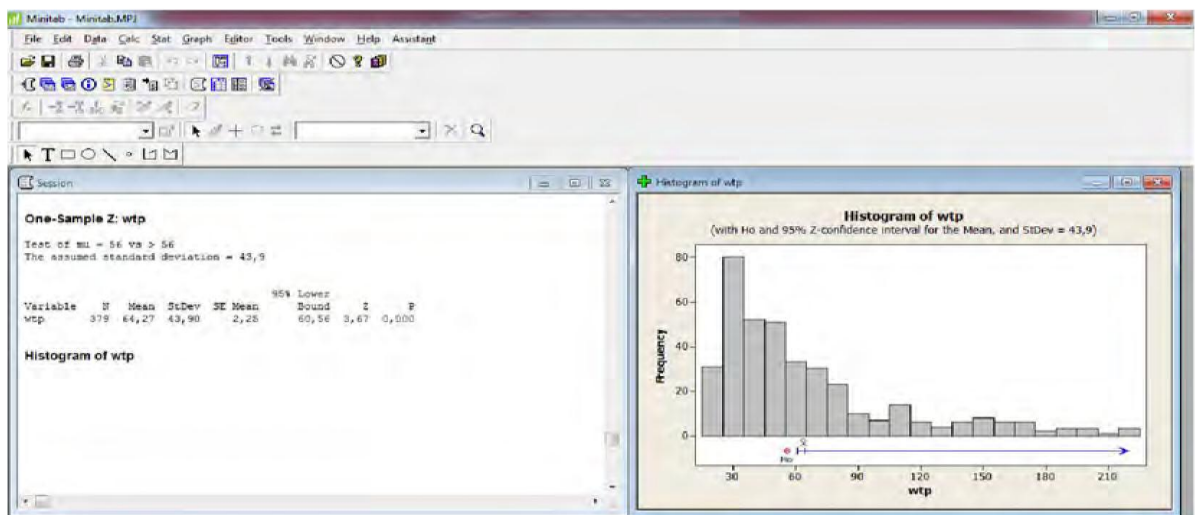 Minitab - Minitab.MPJ
File Edit Data Calc Stat Graph Editor Tools Window Help Assistant
Session
One-Sample Z: wtp
Test of mu = 56 vs > 56
The assumed standard deviation = 43,9
95% Lower
Variable N Mean StDev SE Mean Bound Z P
wtp 379 64,27 43,90 2,25 60,56 3,67 0,000
Histogram of wtp
Histogram of wtp
Histogram of wtp
(with Ho and 95% Z-confidence interval for the Mean, and StDev = 43,9)
Frequency
80
60
40
20
0
X
Ho
30 60 90 120 150 180 210
wtp